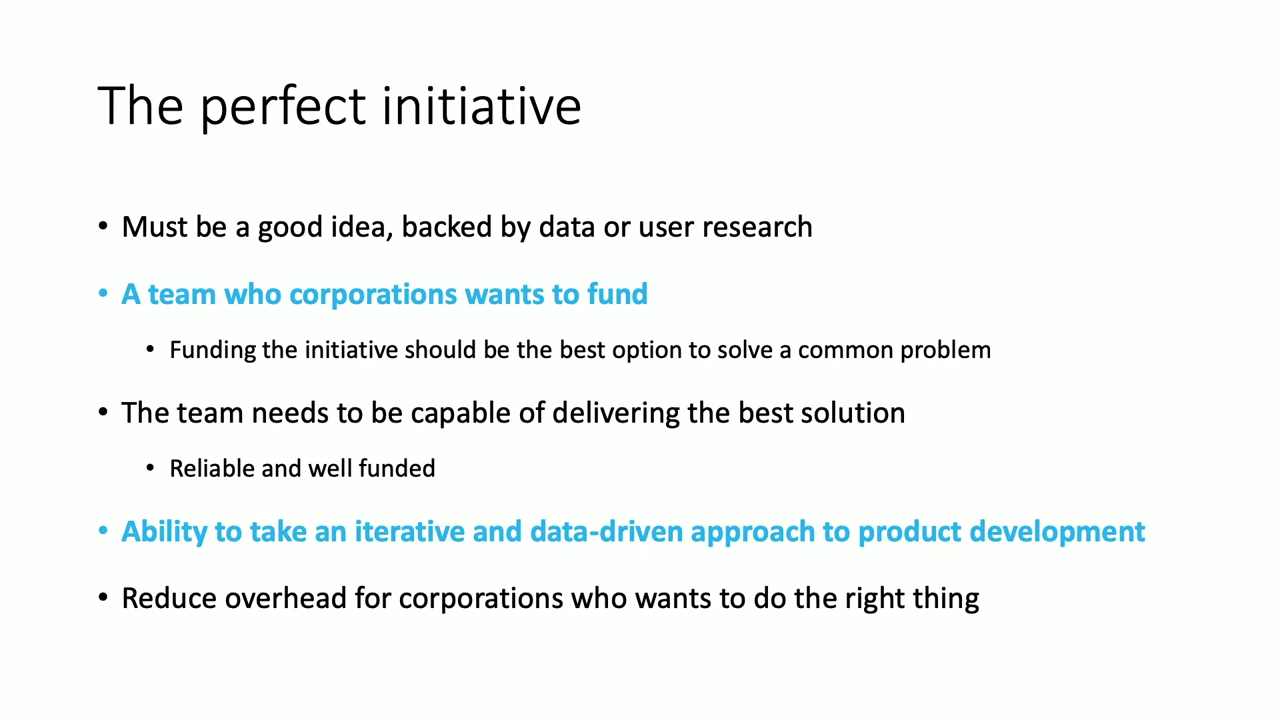 The perfect initiative
• Must be a good idea, backed by data or user research
• A team who corporations wants to fund
• Funding the initiative should be the best option to solve a common problem
• The team needs to be capable of delivering the best solution
• Reliable and well funded
• Ability to take an iterative and data-driven approach to product development
• Reduce overhead for corporations who wants to do the right thing